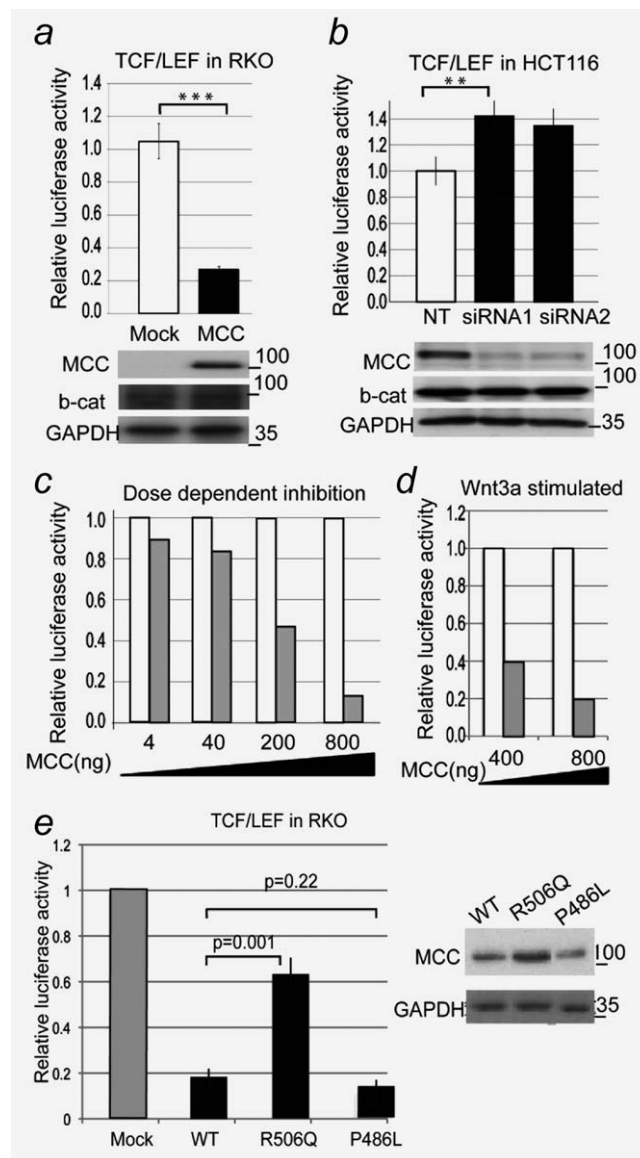 a
TCF/LEF in RKO
Relative luciferase activity
1.4
1.2
1.0
0.8
0.6
0.4
0.2
0.0
***
Mock MCC
MCC 100
b-cat 100
GAPDH 35
b
TCF/LEF in HCT116
Relative luciferase activity
1.4
1.2
1.0
0.8
0.6
0.4
0.2
0.0
**
NT siRNA1 siRNA2
MCC 100
b-cat 100
GAPDH 35
c
Dose dependent inhibition
Relative luciferase activity
1.0
0.8
0.6
0.4
0.2
0.0
4 40 200 800
MCC(ng)
d
Wnt3a stimulated
Relative luciferase activity
1.2
1.0
0.8
0.6
0.4
0.2
0.0
400 800
MCC(ng)
e
TCF/LEF in RKO
Relative luciferase activity
1.2
1
0.8
0.6
0.4
0.2
0
p=0.22
p=0.001
Mock WT R506Q P486L
WT R506Q P486L
MCC 100
GAPDH 35